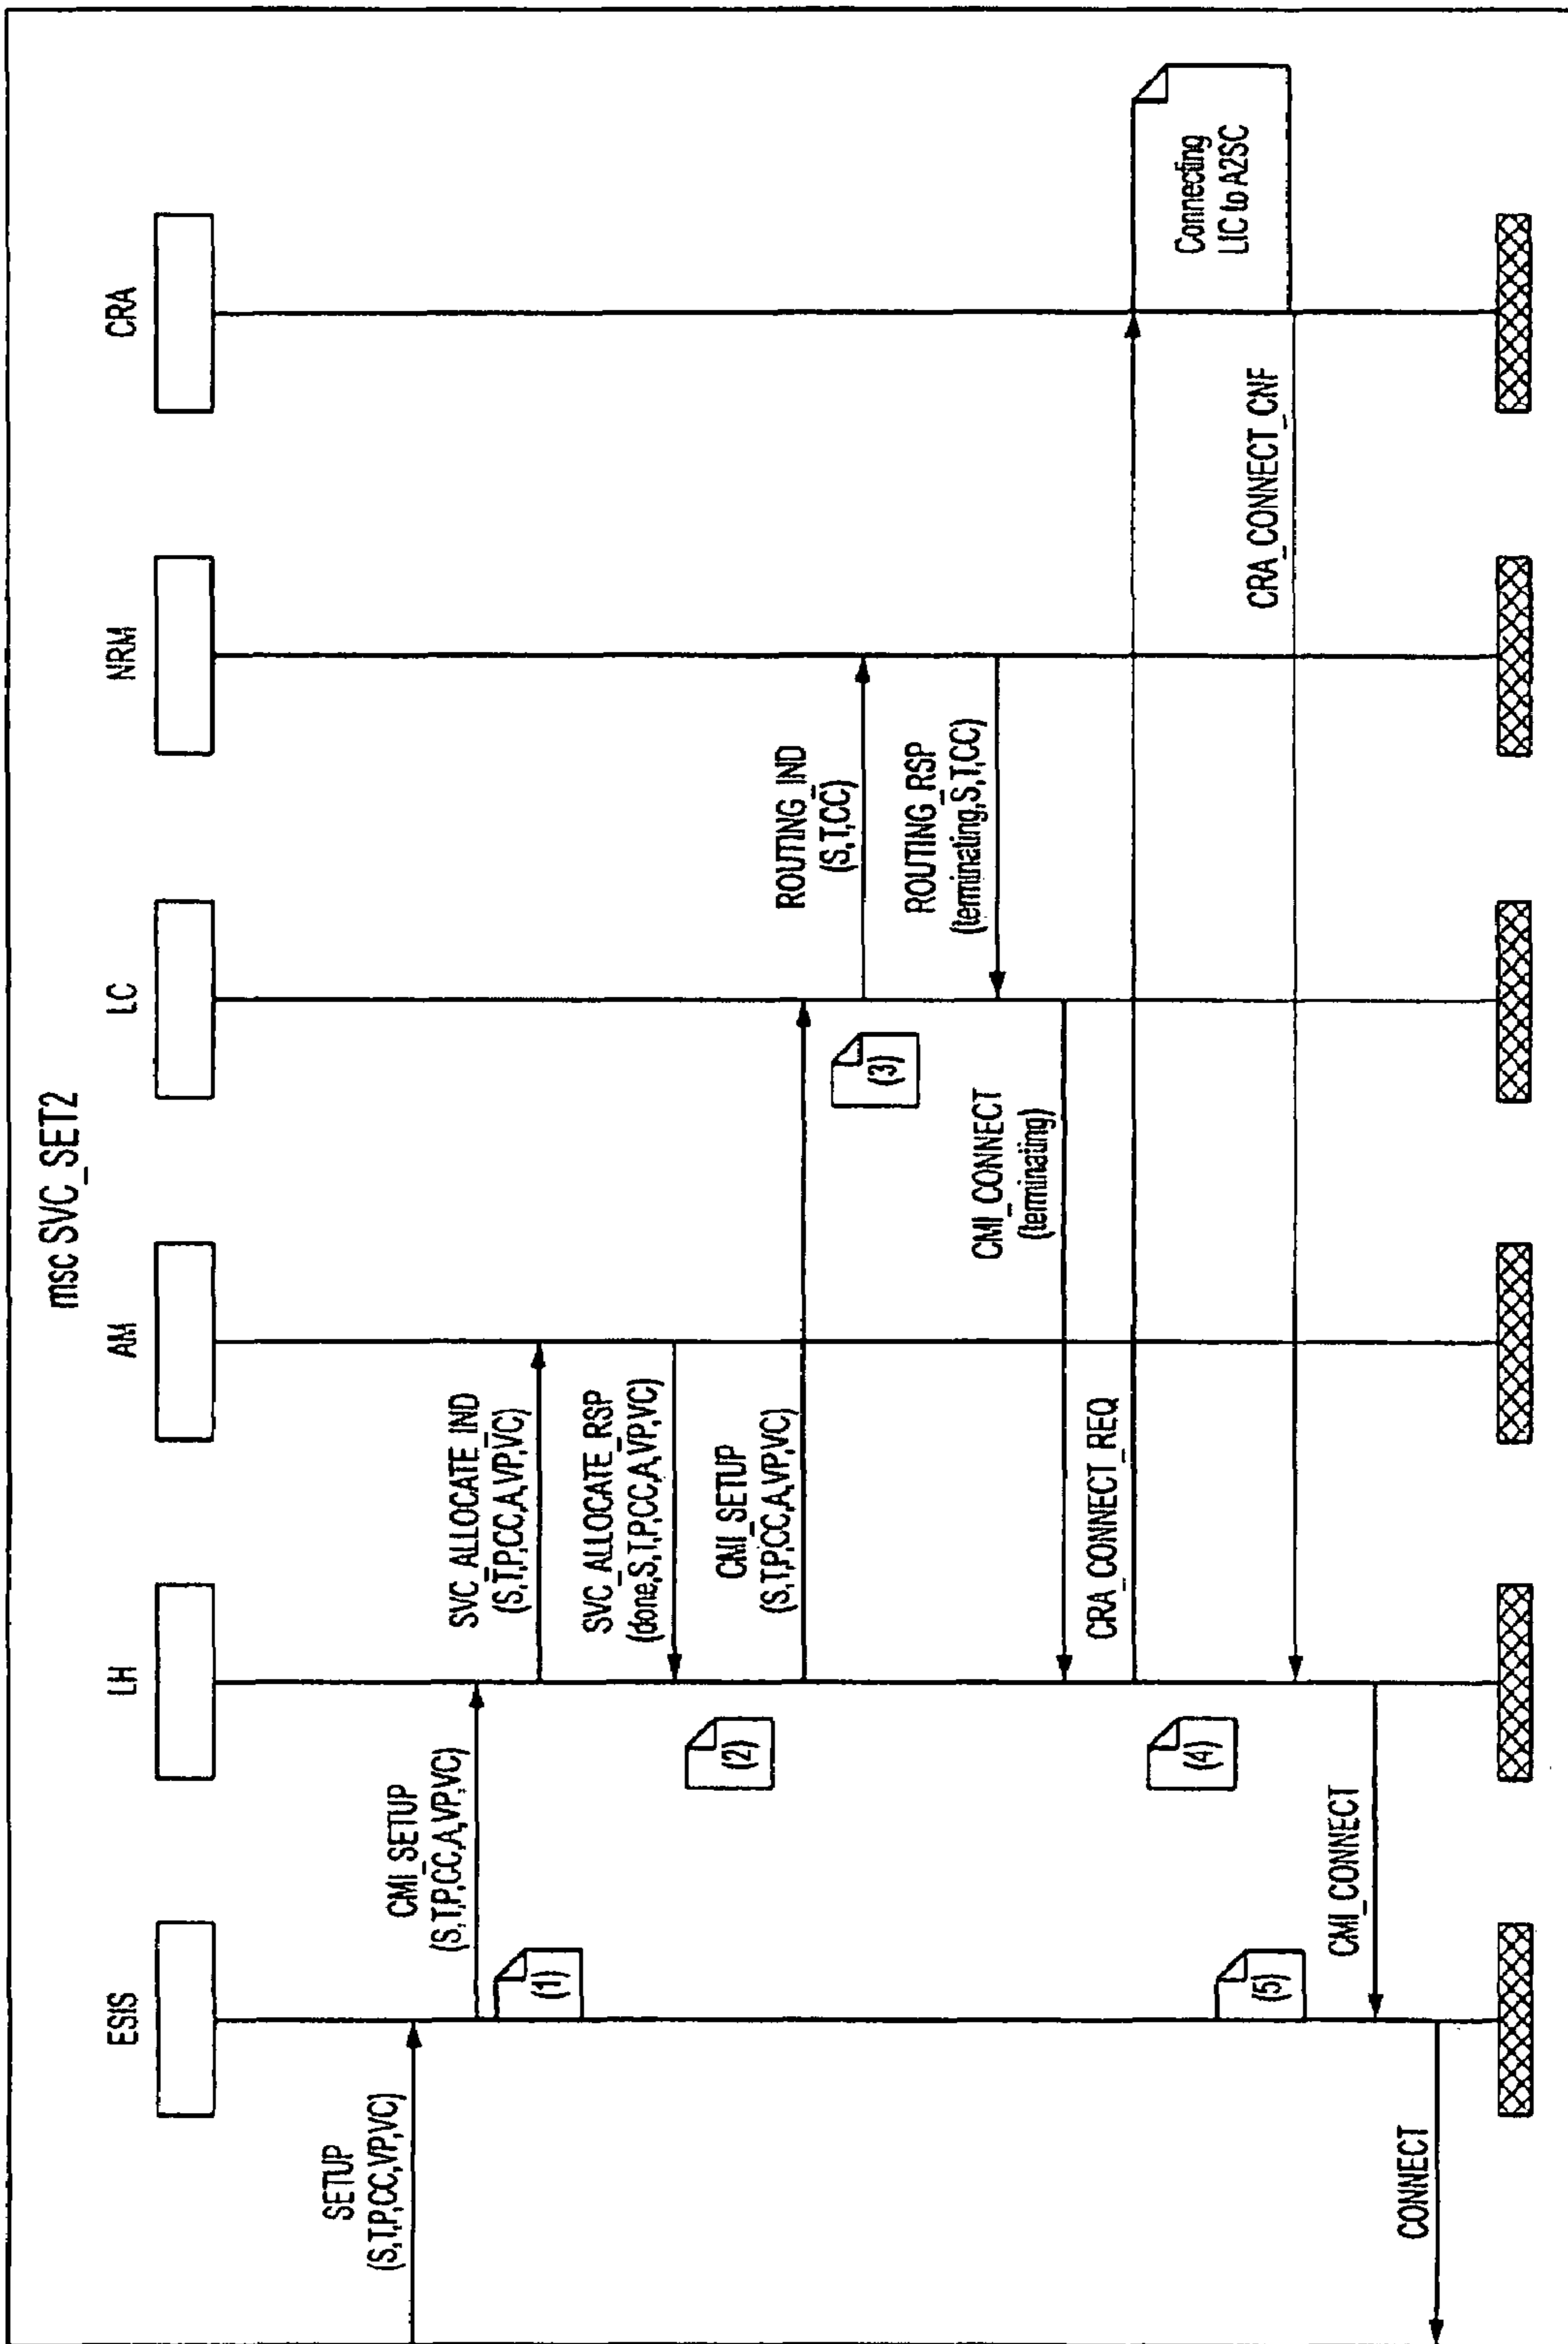 msc SVC_SET2
ESIS
LH
AM
LC
NRM
CRA
SETUP
(S,T,P,CC,VP,VC)
CMI_SETUP
(S,T,P,CC,A,VP,VC)
(1)
SVC_ALLOCATE_IND
(S,T,P,CC,A,VP,VC)
SVC_ALLOCATE_RSP
(done,S,T,P,CC,A,VP,VC)
(2)
CMI_SETUP
(S,T,P,CC,A,VP,VC)
(3)
ROUTING_IND
(S,T,CC)
ROUTING_RSP
(terminating,S,T,CC)
CMI_CONNECT
(terminating)
CRA_CONNECT_REQ
(4)
Connecting
LIC to A2SC
(5)
CRA_CONNECT_CNF
CMI_CONNECT
CONNECT